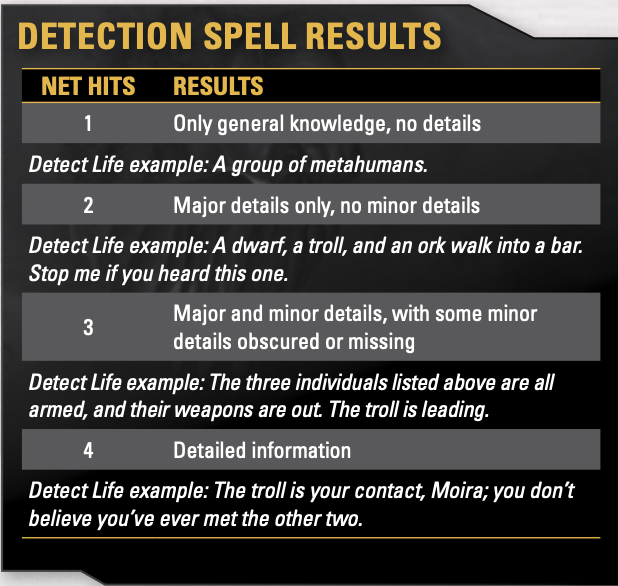 DETECTION SPELL RESULTS
NET HITS RESULTS
1 Only general knowledge, no details
Detect Life example: A group of metahumans.
2 Major details only, no minor details
Detect Life example: A dwarf, a troll, and an ork walk into a bar.
Stop me if you heard this one.
3 Major and minor details, with some minor
details obscured or missing
Detect Life example: The three individuals listed above are all
armed, and their weapons are out. The troll is leading.
4 Detailed information
Detect Life example: The troll is your contact, Moira; you don’t
believe you’ve ever met the other two.